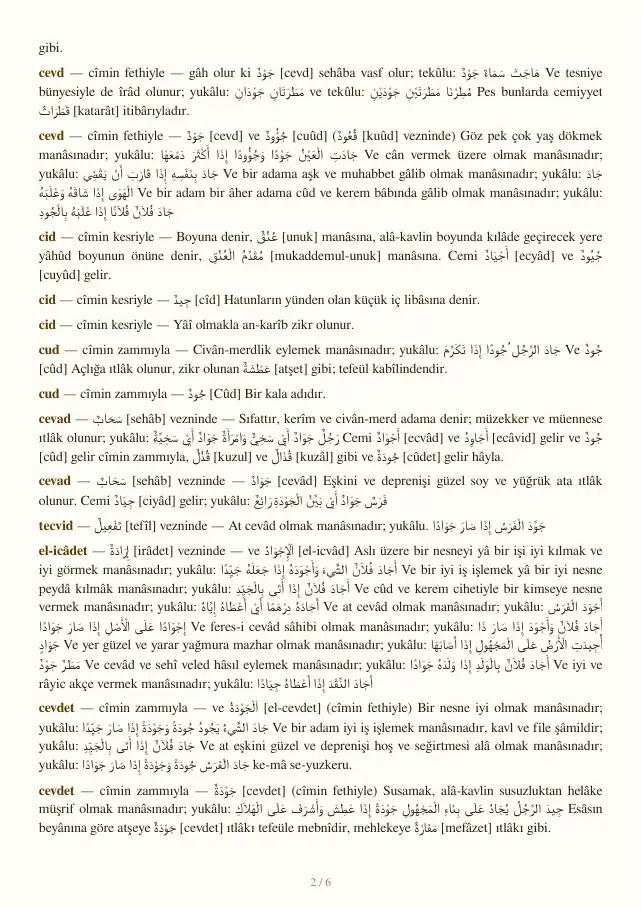 gibi.
cevd — cîmin fethiyle — gâh olur ki جَوْدٌ [cevd] sehâba vasf olur; tekûlu: هَاجَتْ سَمَاءٌ جَوْدٌ Ve tesniye
bünyesiyle de îrâd olunur; yukâlu: مَطَرَتَانِ جَوْدَانِ ve tekûlu: مُطِرْنَا مَطَرَتَيْنِ جَوْدَيْنِ Pes bunlarda cemiyyet
قَطَرَاتٌ [katarât] itibârıyladır.
cevd — cîmin fethiyle — جَوْدٌ [cevd] ve جُؤُودٌ [cuûd] (قُعُودٌ [kuûd] vezninde) Göz pek çok yaş dökmek
manâsınadır; yukâlu: جَادَتِ الْعَيْنُ جَوْدًا وَجُؤُودًا إِذَا أَكْثَرَ دَمْعَهَا Ve cân vermek üzere olmak manâsınadır;
yukâlu: جَادَ بِنَفْسِهِ إِذَا قَارَبَ أَنْ يَقْضِي Ve bir adama aşk ve muhabbet gâlib olmak manâsınadır; yukâlu: جَادَ
الْهَوٰى إِذَا شَاقَهُ وَغَلَبَهُ Ve bir adam bir âher adama cûd ve kerem bâbında gâlib olmak manâsınadır; yukâlu:
جَادَ فُلَانٌ فُلَانًا إِذَا غَلَبَهُ بِالْجُودِ
cid — cîmin kesriyle — Boyuna denir, عُنُقٌ [unuk] manâsına, alâ-kavlin boyunda kılâde geçirecek yere
yâhûd boyunun önüne denir, مُقَدَّمُ الْعُنُقِ [mukaddemul-unuk] manâsına. Cemi أَجْيَادٌ [ecyâd] ve جُيُودٌ
[cuyûd] gelir.
cid — cîmin kesriyle — جِيدٌ [cîd] Hatunların yünden olan küçük iç libâsına denir.
cid — cîmin kesriyle — Yâî olmakla an-karîb zikr olunur.
cud — cîmin zammıyla — Civân-merdlik eylemek manâsınadır; yukâlu: جَادَ الرَّجُلُ جُودًا إِذَا تَكَرَّمَ Ve جُودٌ
[cûd] Açlığa ıtlâk olunur, zikr olunan عَطْشَةٌ [atşet] gibi; tefeül kabîlindendir.
cud — cîmin zammıyla — جُودٌ [Cûd] Bir kala adıdır.
cevad — سَحَابٌ [sehâb] vezninde — Sıfattır, kerîm ve civân-merd adama denir; müzekker ve müennese
ıtlâk olunur; yukâlu: رَجُلٌ جَوَادٌ أَيْ سَخِيٌّ وَامْرَأَةٌ جَوَادٌ أَيْ سَخِيَّةٌ Cemi أَجْوَادٌ [ecvâd] ve أَجَاوِدُ [ecâvid] gelir ve جُودٌ
[cûd] gelir cîmin zammıyla, قُذُلٌ [kuzul] ve قُذَالٌ [kuzâl] gibi ve جُودَةٌ [cûdet] gelir hâyla.
cevad — سَحَابٌ [sehâb] vezninde — جَوَادٌ [cevâd] Eşkini ve deprenişi güzel soy ve yüğrük ata ıtlâk
olunur. Cemi جِيَادٌ [ciyâd] gelir; yukâlu: فَرَسٌ جَوَادٌ أَيْ بَيِّنُ الْجَوْدَةِ رَائِعٌ
tecvid — تَفْعِيلٌ [tefîl] vezninde — At cevâd olmak manâsınadır; yukâlu. جَوَّدَ الْفَرَسُ إِذَا صَارَ جَوَادًا
el-icâdet — إِرَادَةٌ [irâdet] vezninde — ve اَلْإِجْوَادُ [el-icvâd] Aslı üzere bir nesneyi yâ bir işi iyi kılmak ve
iyi görmek manâsınadır; yukâlu: أَجَادَ فُلَانٌ الشَّيْءَ وَأَجْوَدَهُ إِذَا جَعَلَهُ جَيِّدًا Ve bir iyi iş işlemek yâ bir iyi nesne
peydâ kılmâk manâsınadır; yukâlu: أَجَادَ فُلَانٌ إِذَا أَتٰى بِالْجَيِّدِ Ve cûd ve kerem cihetiyle bir kimseye nesne
vermek manâsınadır; yukâlu: أَجَادَهُ دِرْهَمًا أَيْ أَعْطَاهُ إِيَّاهُ Ve at cevâd olmak manâsınadır; yukâlu: أَجْوَدَ الْفَرَسُ
إِجْوَادًا عَلَى الْأَصْلِ إِذَا صَارَ جَوَادًا Ve feres-i cevâd sâhibi olmak manâsınadır; yukâlu: أَجَادَ فُلَانٌ وَأَجْوَدَ إِذَا صَارَ ذَا
جَوَادٍ Ve yer güzel ve yarar yağmura mazhar olmak manâsınadır; yukâlu: أُجِيدَتِ الْأَرْضُ عَلَى الْمَجْهُولِ إِذَا أَصَابَهَا
مَطَرٌ جَوْدٌ Ve cevâd ve sehî veled hâsıl eylemek manâsınadır; yukâlu: أَجَادَ فُلَانٌ بِالْوَلَدِ إِذَا وَلَدَهُ جَوَادًا Ve iyi ve
râyic akçe vermek manâsınadır; yukâlu: أَجَادَ النَّقْدَ إِذَا أَعْطَاهُ جِيَادًا
cevdet — cîmin zammıyla — ve اَلْجَوْدَةُ [el-cevdet] (cîmin fethiyle) Bir nesne iyi olmak manâsınadır;
yukâlu: جَادَ الشَّيْءُ يَجُودُ جُودَةً وَجَوْدَةً إِذَا صَارَ جَيِّدًا Ve bir adam iyi iş işlemek manâsınadır, kavl ve file şâmildir;
yukâlu: جَادَ فُلَانٌ إِذَا أَتٰى بِالْجَيِّدِ Ve at eşkini güzel ve deprenişi hoş ve seğirtmesi alâ olmak manâsınadır;
yukâlu: جَادَ الْفَرَسُ جُودَةً وَجَوْدَةً إِذَا صَارَ جَوَادًا ke-mâ se-yuzkeru.
cevdet — cîmin zammıyla — جَوْدَةٌ [cevdet] (cîmin fethiyle) Susamak, alâ-kavlin susuzluktan helâke
müşrif olmak manâsınadır; yukâlu: جِيدَ الرَّجُلُ يُجَادُ عَلَى بِنَاءِ الْمَجْهُولِ جَوْدَةً إِذَا عَطِشَ وَأَشْرَفَ عَلَى الْهَلَاكِ Esâsın
beyânına göre atşeye جَوْدَةٌ [cevdet] ıtlâkı tefeüle mebnîdir, mehlekeye مَفَازَةٌ [mefâzet] ıtlâkı gibi.
2 / 6